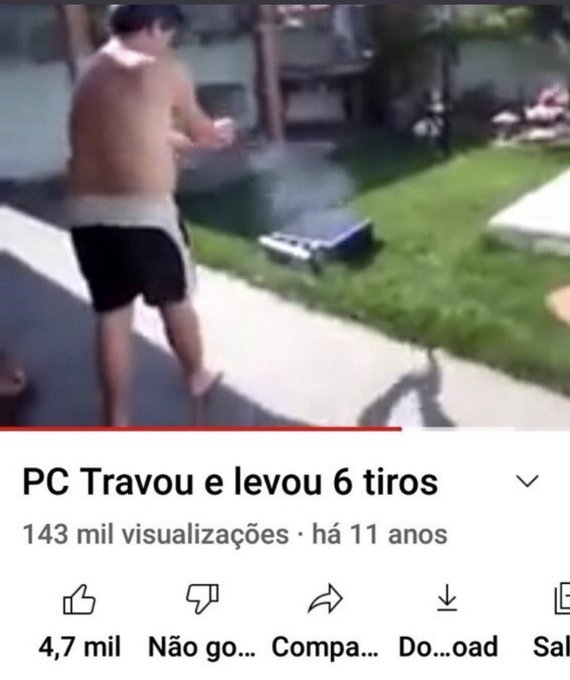 PC Travou e levou 6 tiros
143 mil visualizações · há 11 anos
4,7 mil Não go... Compa... Do...oad Sal